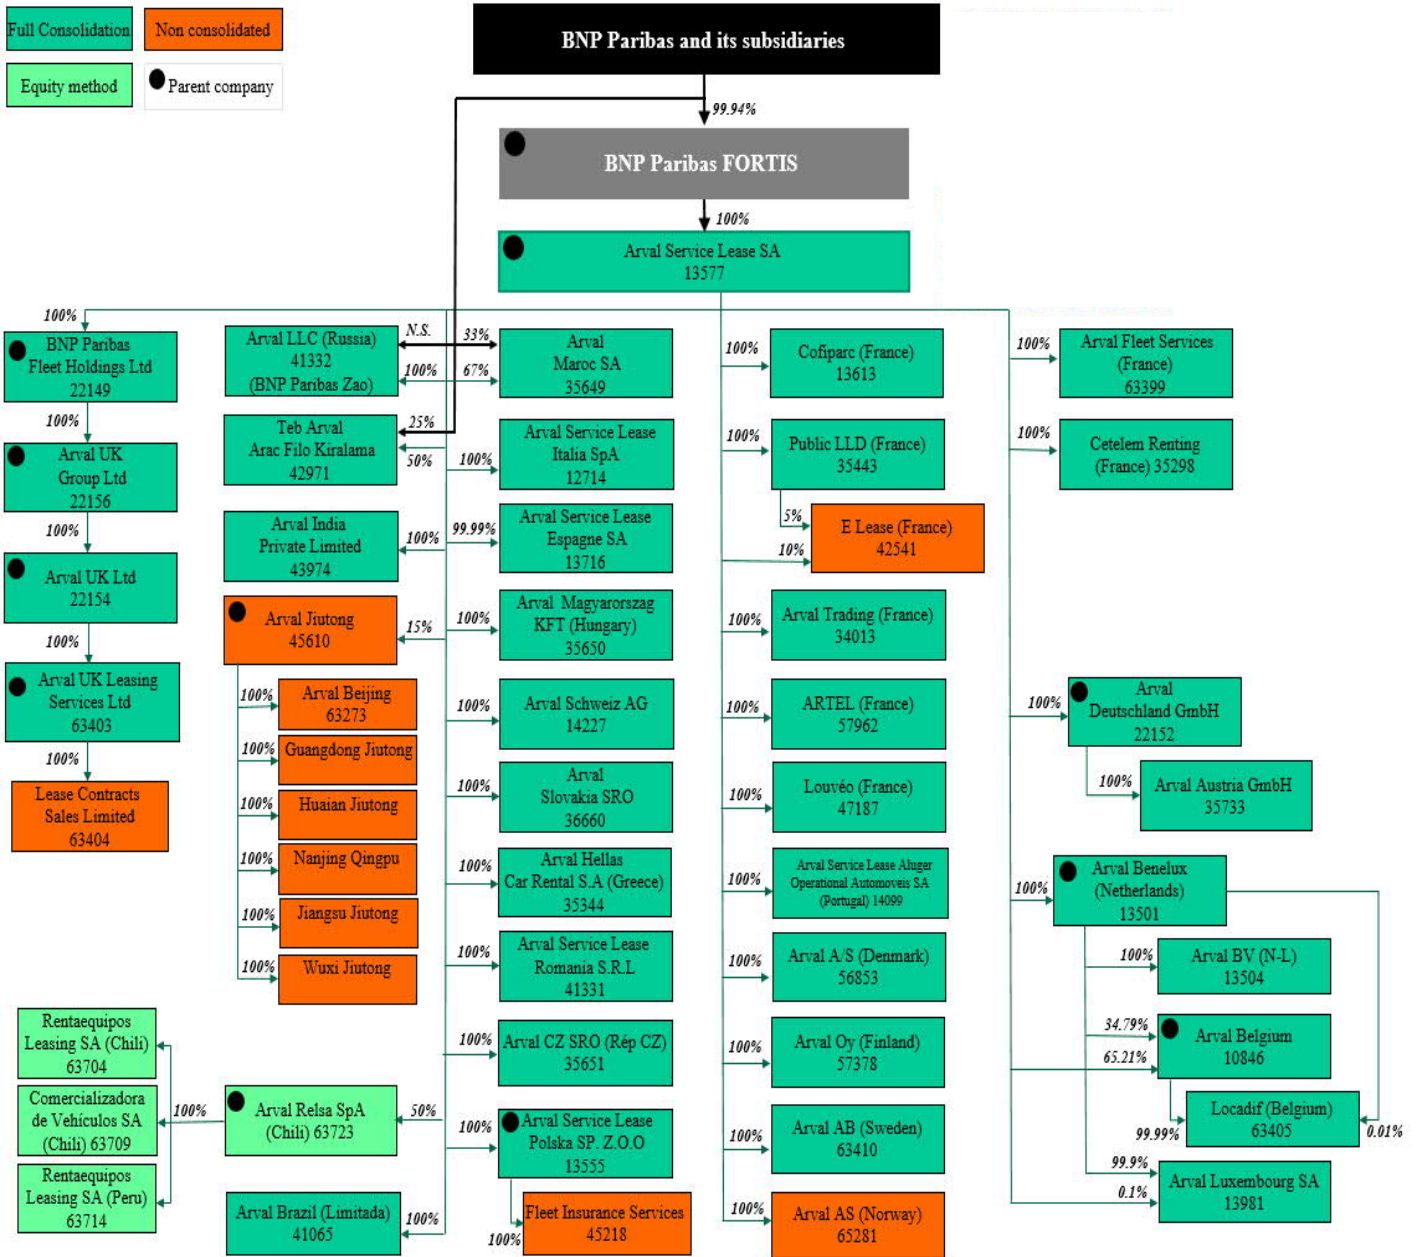 Full Consolidation
Non consolidated
Equity method
Parent company
BNP Paribas and its subsidiaries
99.94%
BNP Paribas FORTIS
100%
Arval Service Lease SA
13577
100%
BNP Paribas
Fleet Holdings Ltd
22149
100%
Arval UK
Group Ltd
22156
100%
Arval UK Ltd
22154
100%
Arval UK Leasing
Services Ltd
63403
100%
Lease Contracts
Sales Limited
63404
Arval LLC (Russia)
41332
(BNP Paribas Zao)
N.S.
100%
Teb Arval
Arac Filo Kiralama
42971
25%
50%
Arval India
Private Limited
43974
100%
Arval Jiutong
45610
15%
100%
Arval Beijing
63273
100%
Guangdong Jiutong
100%
Huaian Jiutong
100%
Nanjing Qingpu
100%
Jiangsu Jiutong
100%
Wuxi Jiutong
Rentaequipos
Leasing SA (Chili)
63704
Comercializadora
de Vehículos SA
(Chili) 63709
Rentaequipos
Leasing SA (Peru)
63714
100%
Arval Relsa SpA
(Chili) 63723
50%
Arval Brazil (Limitada)
41065
100%
33%
67%
Arval
Maroc SA
35649
100%
Arval Service Lease
Italia SpA
12714
99.99%
Arval Service Lease
Espagne SA
13716
100%
Arval Magyarorszag
KFT (Hungary)
35650
100%
Arval Schweiz AG
14227
100%
Arval
Slovakia SRO
36660
100%
Arval Hellas
Car Rental S.A (Greece)
35344
100%
Arval Service Lease
Romania S.R.L
41331
100%
Arval CZ SRO (Rép CZ)
35651
100%
Arval Service Lease
Polska SP. Z.O.O
13555
100%
Fleet Insurance Services
45218
100%
Cofiparc (France)
13613
100%
Public LLD (France)
35443
5%
10%
E Lease (France)
42541
100%
Arval Trading (France)
34013
100%
ARTEL (France)
57962
100%
Louvéo (France)
47187
100%
Arval Service Lease Aluger
Operational Automoveis SA
(Portugal) 14099
100%
Arval A/S (Denmark)
56853
100%
Arval Oy (Finland)
57378
100%
Arval AB (Sweden)
63410
100%
Arval AS (Norway)
65281
100%
Arval Fleet Services
(France)
63399
100%
Cetelem Renting
(France) 35298
100%
Arval
Deutschland GmbH
22152
100%
Arval Austria GmbH
35733
100%
Arval Benelux
(Netherlands)
13501
100%
Arval BV (N-L)
13504
34.79%
65.21%
Arval Belgium
10846
99.99%
Locadif (Belgium)
63405
0.01%
99.9%
0.1%
Arval Luxembourg SA
13981